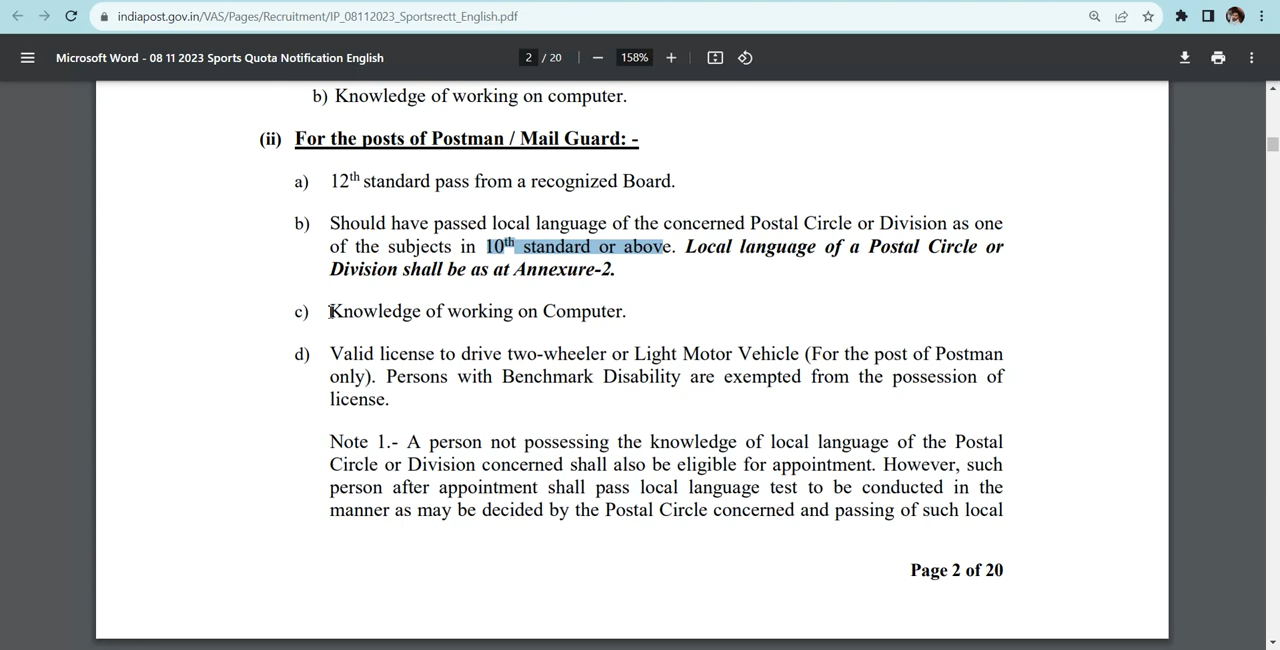 indiapost.gov.in/VAS/Pages/Recruitment/IP_08112023_Sportsrectt_English.pdf
Microsoft Word - 08 11 2023 Sports Quota Notification English
2 / 20
158%
b) Knowledge of working on computer.
(ii) For the posts of Postman / Mail Guard: -
a) 12th standard pass from a recognized Board.
b) Should have passed local language of the concerned Postal Circle or Division as one
of the subjects in 10th standard or above. Local language of a Postal Circle or
Division shall be as at Annexure-2.
c) Knowledge of working on Computer.
d) Valid license to drive two-wheeler or Light Motor Vehicle (For the post of Postman
only). Persons with Benchmark Disability are exempted from the possession of
license.
Note 1.- A person not possessing the knowledge of local language of the Postal
Circle or Division concerned shall also be eligible for appointment. However, such
person after appointment shall pass local language test to be conducted in the
manner as may be decided by the Postal Circle concerned and passing of such local
Page 2 of 20